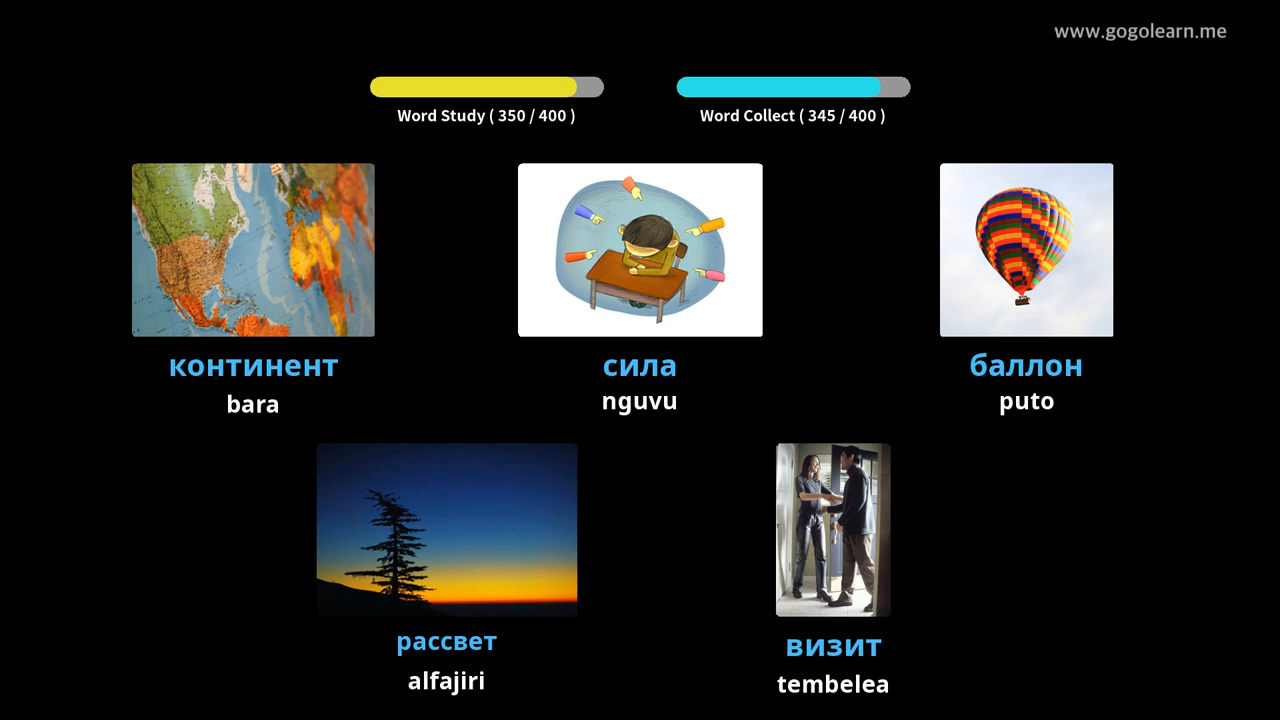 www.gogolearn.me
Word Study ( 350 / 400 )
Word Collect ( 345 / 400 )
континент
bara
сила
nguvu
баллон
puto
рассвет
alfajiri
визит
tembelea